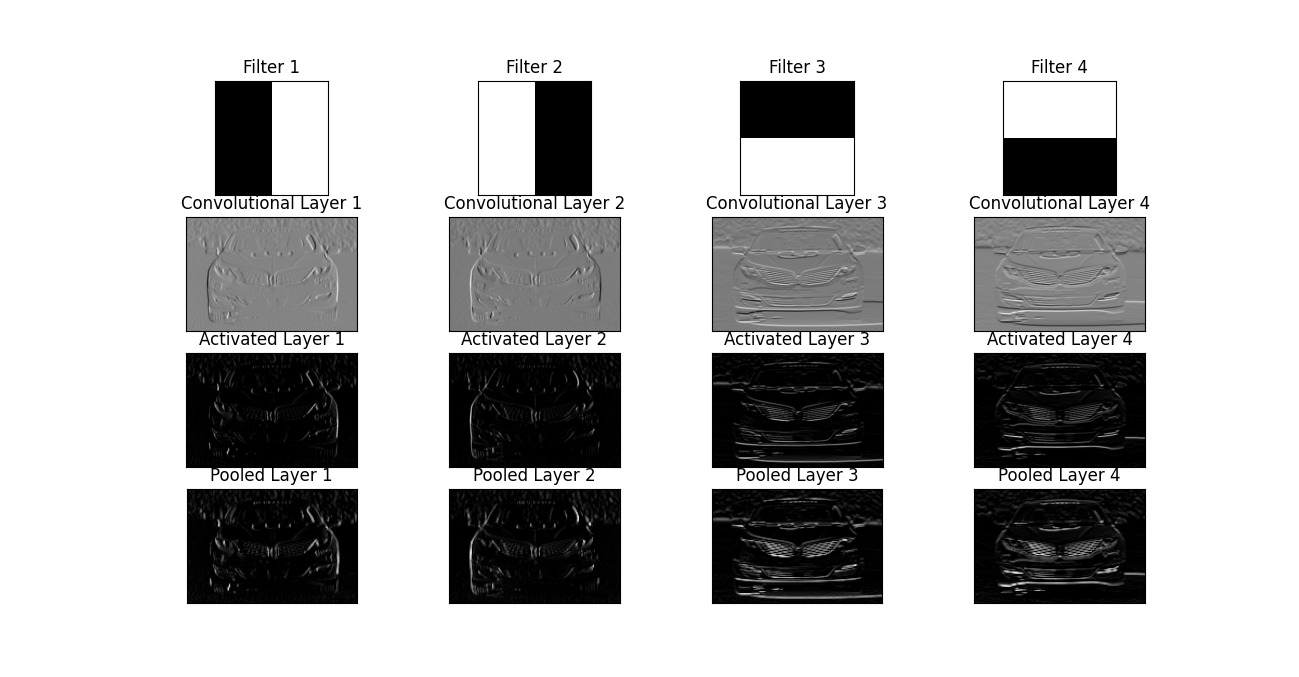 Filter 1
Filter 2
Filter 3
Filter 4
Convolutional Layer 1
Convolutional Layer 2
Convolutional Layer 3
Convolutional Layer 4
Activated Layer 1
Activated Layer 2
Activated Layer 3
Activated Layer 4
Pooled Layer 1
Pooled Layer 2
Pooled Layer 3
Pooled Layer 4